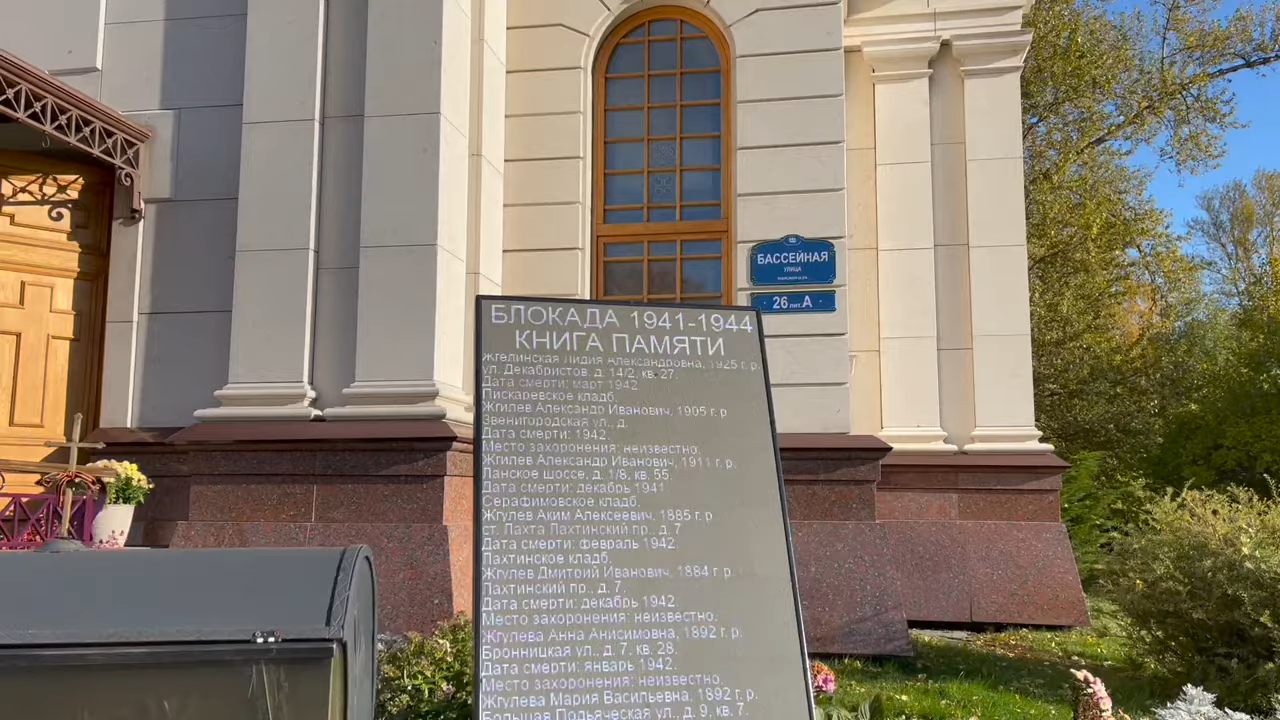 БАССЕЙНАЯ
УЛИЦА
26 лит. А
БЛОКАДА 1941-1944
КНИГА ПАМЯТИ
Жгелинская Лидия Александровна, 1925 г.р.
ул. Декабристов, д. 14/2, кв. 27.
Дата смерти: март 1942.
Пискаревское кладб.
Жгилев Александр Иванович, 1905 г.р.
Звенигородская ул., д.
Дата смерти: 1942.
Место захоронения: неизвестно.
Жгилев Александр Иванович, 1911 г.р.
Ланское шоссе, д. 1/8, кв. 55.
Дата смерти: декабрь 1941.
Серафимовское кладб.
Жгулев Аким Алексеевич, 1885 г.р.
ст. Лахта Лахтинский пр., д. 7.
Дата смерти: февраль 1942.
Лахтинское кладб.
Жгулев Дмитрий Иванович, 1884 г.р.
Лахтинский пр., д. 7.
Дата смерти: декабрь 1942.
Место захоронения: неизвестно.
Жгулева Анна Анисимовна, 1892 г.р.
Бронницкая ул., д. 7, кв. 28.
Дата смерти: январь 1942.
Место захоронения: неизвестно.
Жгулева Мария Васильевна, 1892 г.р.
Большая Подьяческая ул., д. 9, кв. 7.